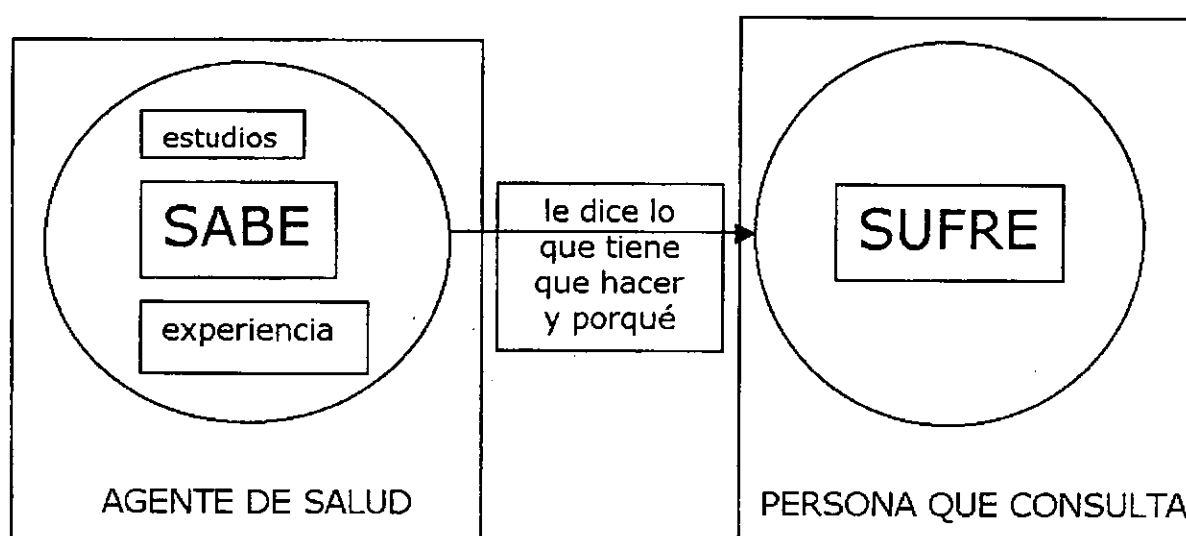 estudios
SABE
experiencia
AGENTE DE SALUD
le dice lo
que tiene
que hacer
y porqué
SUFRE
PERSONA QUE CONSULTA